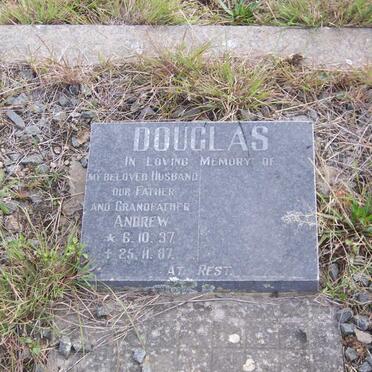 DOUGLAS
IN LOVING MEMORY OF
MY BELOVED HUSBAND
OUR FATHER
AND GRANDFATHER
ANDREW
* 6.10.37
† 25.11.87
AT REST